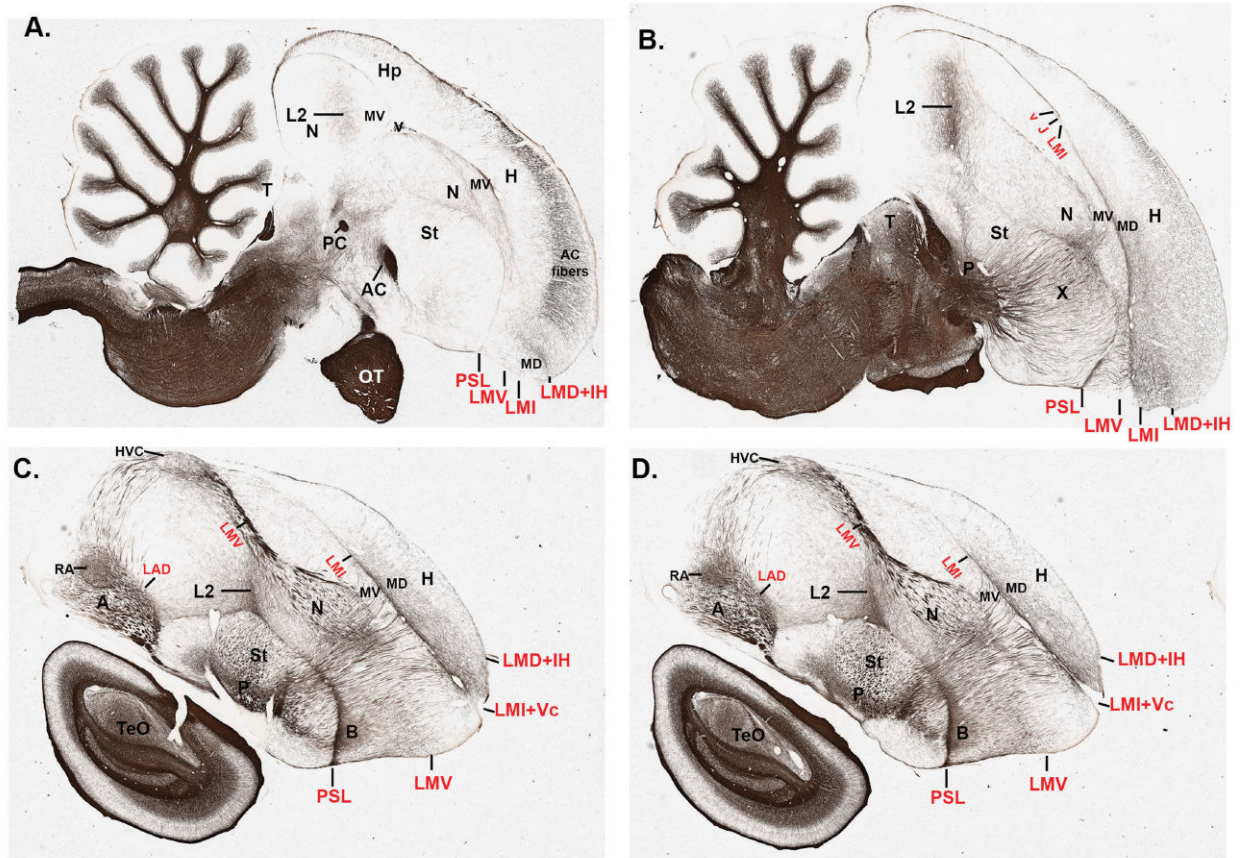 A.
Hp
L2
N
MV
V
T
N
MV
H
St
PC
AC
AC
fibers
OT
MD
PSL
LMV
LMI
LMD+IH
B.
L2
V
J
LMI
T
St
N
MV
MD
H
P
X
PSL
LMV
LMI
LMD+IH
C.
HVC
LMV
LMI
RA
LAD
A
L2
N
MV
MD
H
St
P
B
TeO
LMD+IH
LMI+Vc
LMV
PSL
D.
HVC
LMV
LMI
RA
LAD
A
L2
N
MV
MD
H
St
P
B
TeO
LMD+IH
LMI+Vc
LMV
PSL